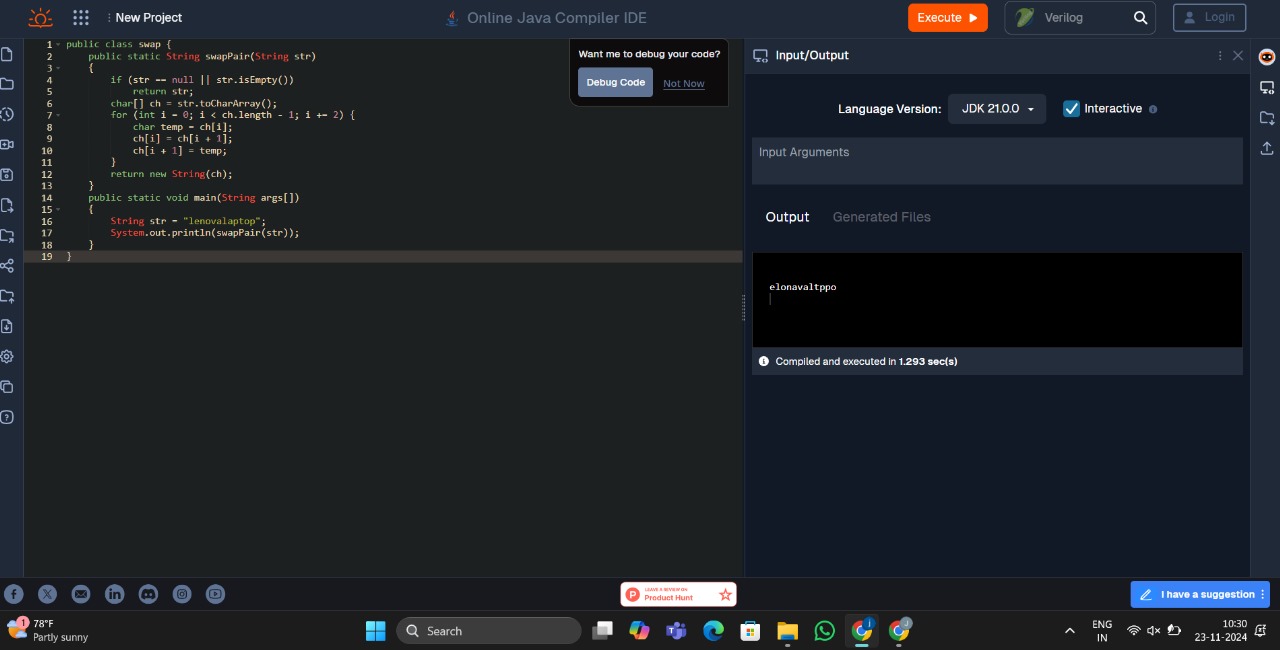 New Project
Online Java Compiler IDE
Execute
Verilog
Login
1 public class swap {
2 public static String swapPair(String str)
3 {
4 if (str == null || str.isEmpty())
5 return str;
6 char[] ch = str.toCharArray();
7 for (int i = 0; i < ch.length - 1; i += 2) {
8 char temp = ch[i];
9 ch[i] = ch[i + 1];
10 ch[i + 1] = temp;
11 }
12 return new String(ch);
13 }
14 public static void main(String args[])
15 {
16 String str = "lenovalaptop";
17 System.out.println(swapPair(str));
18 }
19 }
Want me to debug your code?
Debug Code
Not Now
Input/Output
Language Version:
JDK 21.0.0
Interactive
Input Arguments
Output
Generated Files
elonavaltppo
Compiled and executed in 1.293 sec(s)
LEAVE A REVIEW ON
Product Hunt
I have a suggestion
1
78°F
Partly sunny
Search
ENG
IN
10:30
23-11-2024